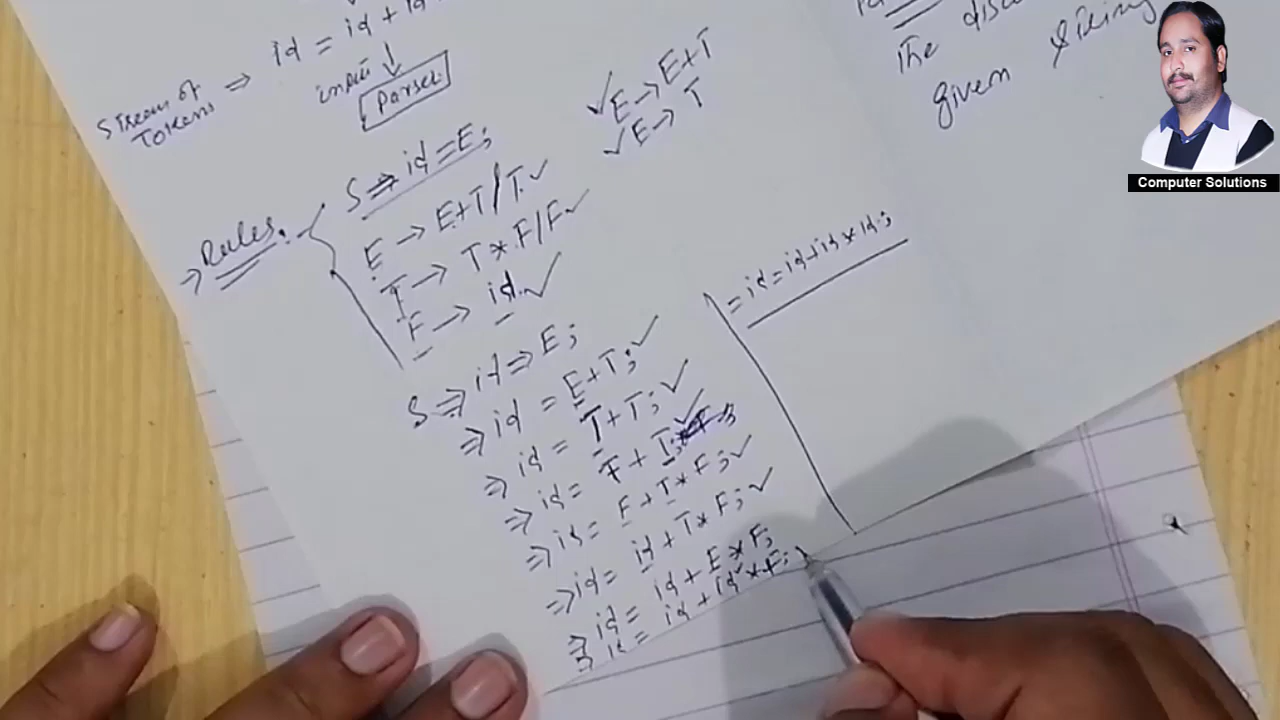 id = id + id
Stream of Tokens ⇒
input ↓
Parser.
✓ E → E+T
✓ E → T
The
given
⇒ Rules.
S ⇒ id = E;
E → E+T/T ✓
T → T * F/F ✓
F → id. ✓
S ⇒ id ⇒ E;
⇒ id = E+T; ✓
⇒ id = T+T; ✓
⇒ id = F + T; ✓
⇒ id = F + T * F; ✓
⇒ id = id + T * F; ✓
⇒ id = id + E * F;
⇒ id = id + id * F;
= id = id + id * id;
Computer Solutions